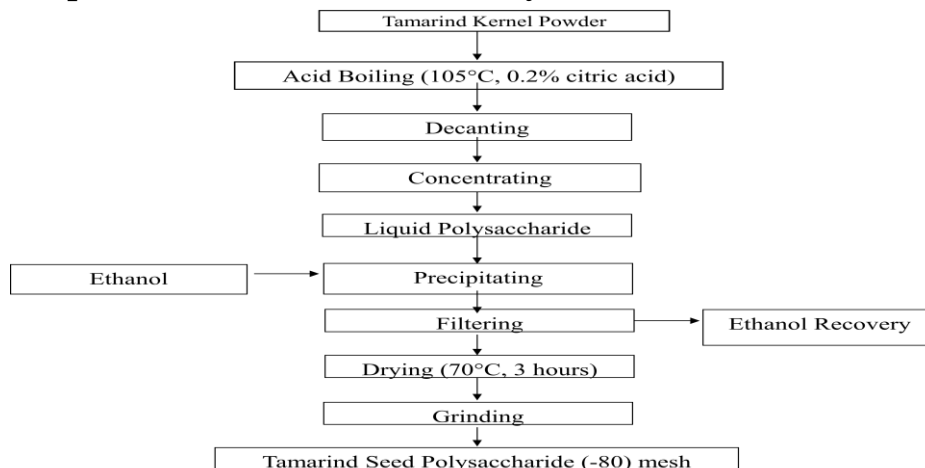 Tamarind Kernel Powder
Acid Boiling (105°C, 0.2% citric acid)
Decanting
Concentrating
Liquid Polysaccharide
Ethanol
Precipitating
Filtering
Ethanol Recovery
Drying (70°C, 3 hours)
Grinding
Tamarind Seed Polysaccharide (-80) mesh